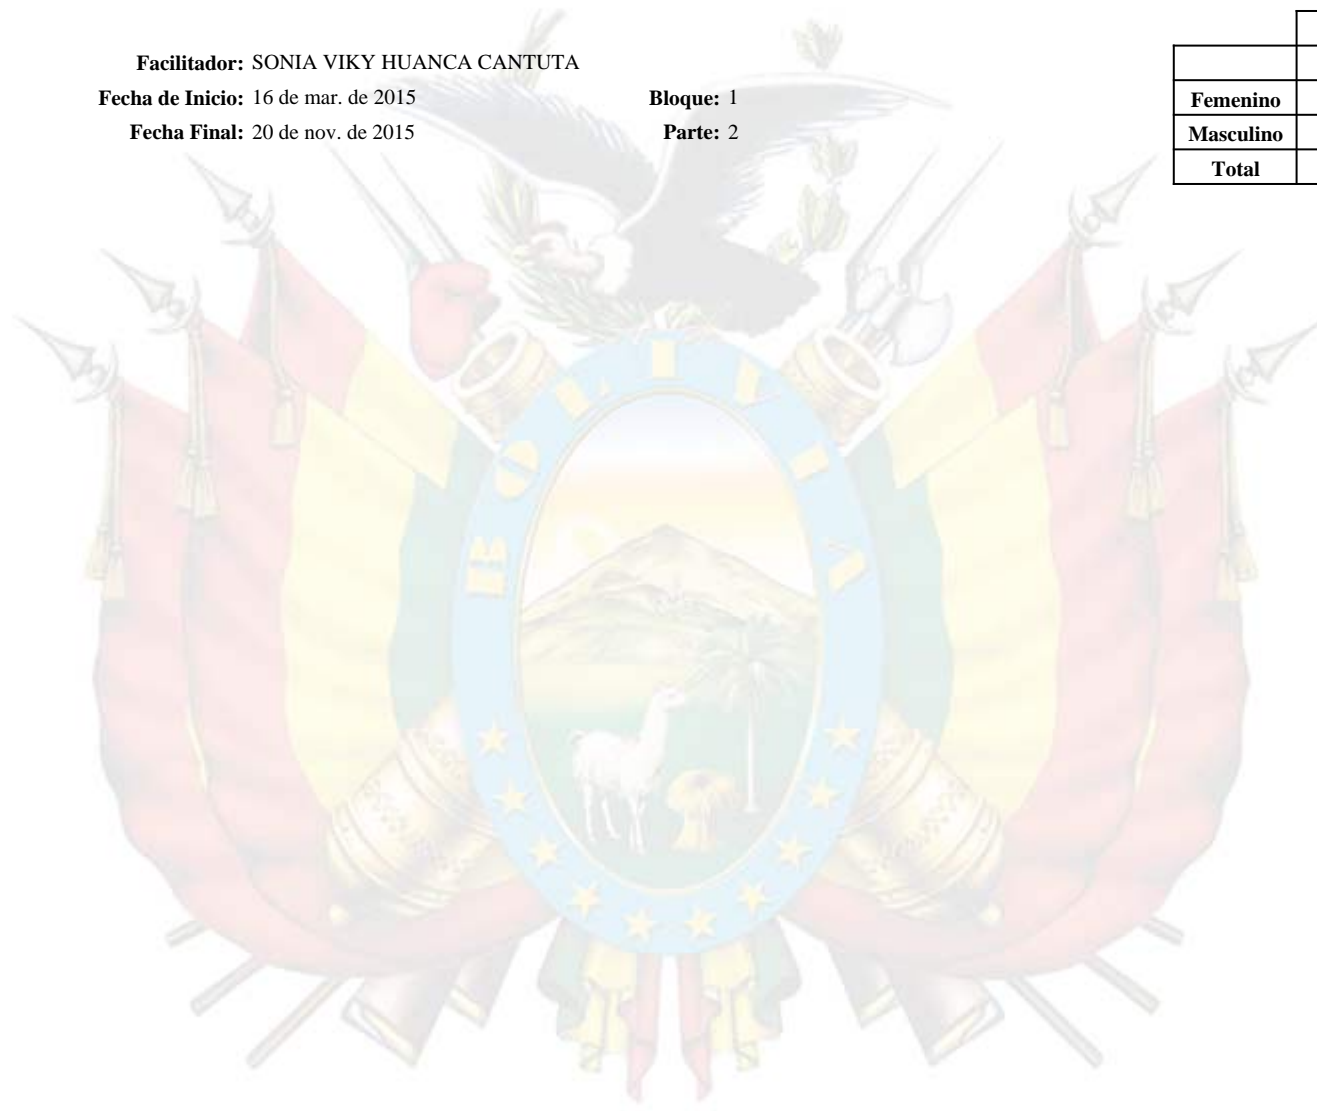 Facilitador: SONIA VIKY HUANCA CANTUTA
Fecha de Inicio: 16 de mar. de 2015 Bloque: 1
Fecha Final: 20 de nov. de 2015 Parte: 2
Femenino
Masculino
Total
BOLIVIA